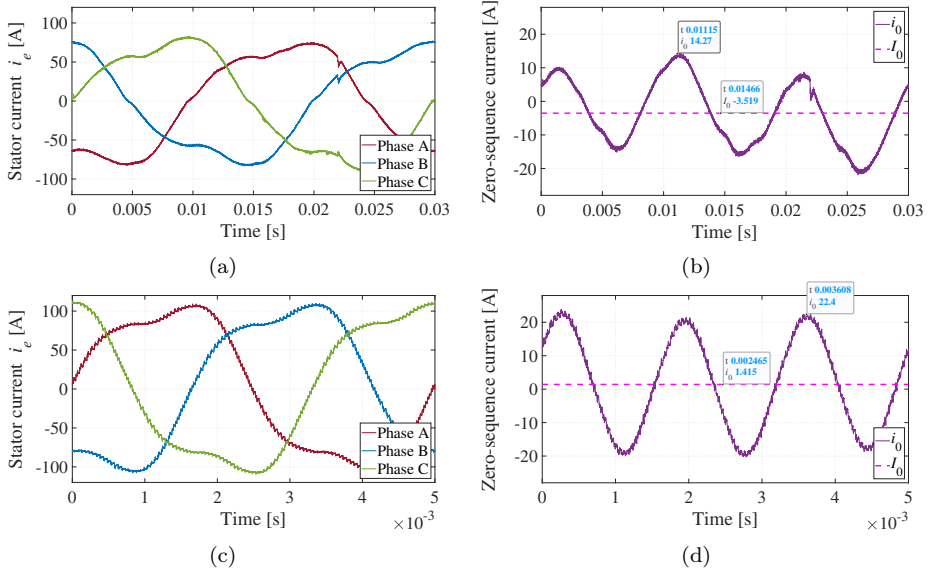 Stator current i_e [A]
100
50
0
-50
-100
Phase A
Phase B
Phase C
0
0.005
0.01
0.015
0.02
0.025
0.03
Time [s]
(a)
Zero-sequence current [A]
20
10
0
-10
-20
t 0.01115
i_0 14.27
t 0.01466
I_0 -3.519
i_0
I_0
0
0.005
0.01
0.015
0.02
0.025
0.03
Time [s]
(b)
Stator current i_e [A]
100
50
0
-50
-100
Phase A
Phase B
Phase C
0
1
2
3
4
5
×10⁻³
Time [s]
(c)
Zero-sequence current [A]
20
10
0
-10
-20
t 0.003608
i_0 22.4
t 0.002465
i_0 1.415
i_0
I_0
0
1
2
3
4
5
×10⁻³
Time [s]
(d)